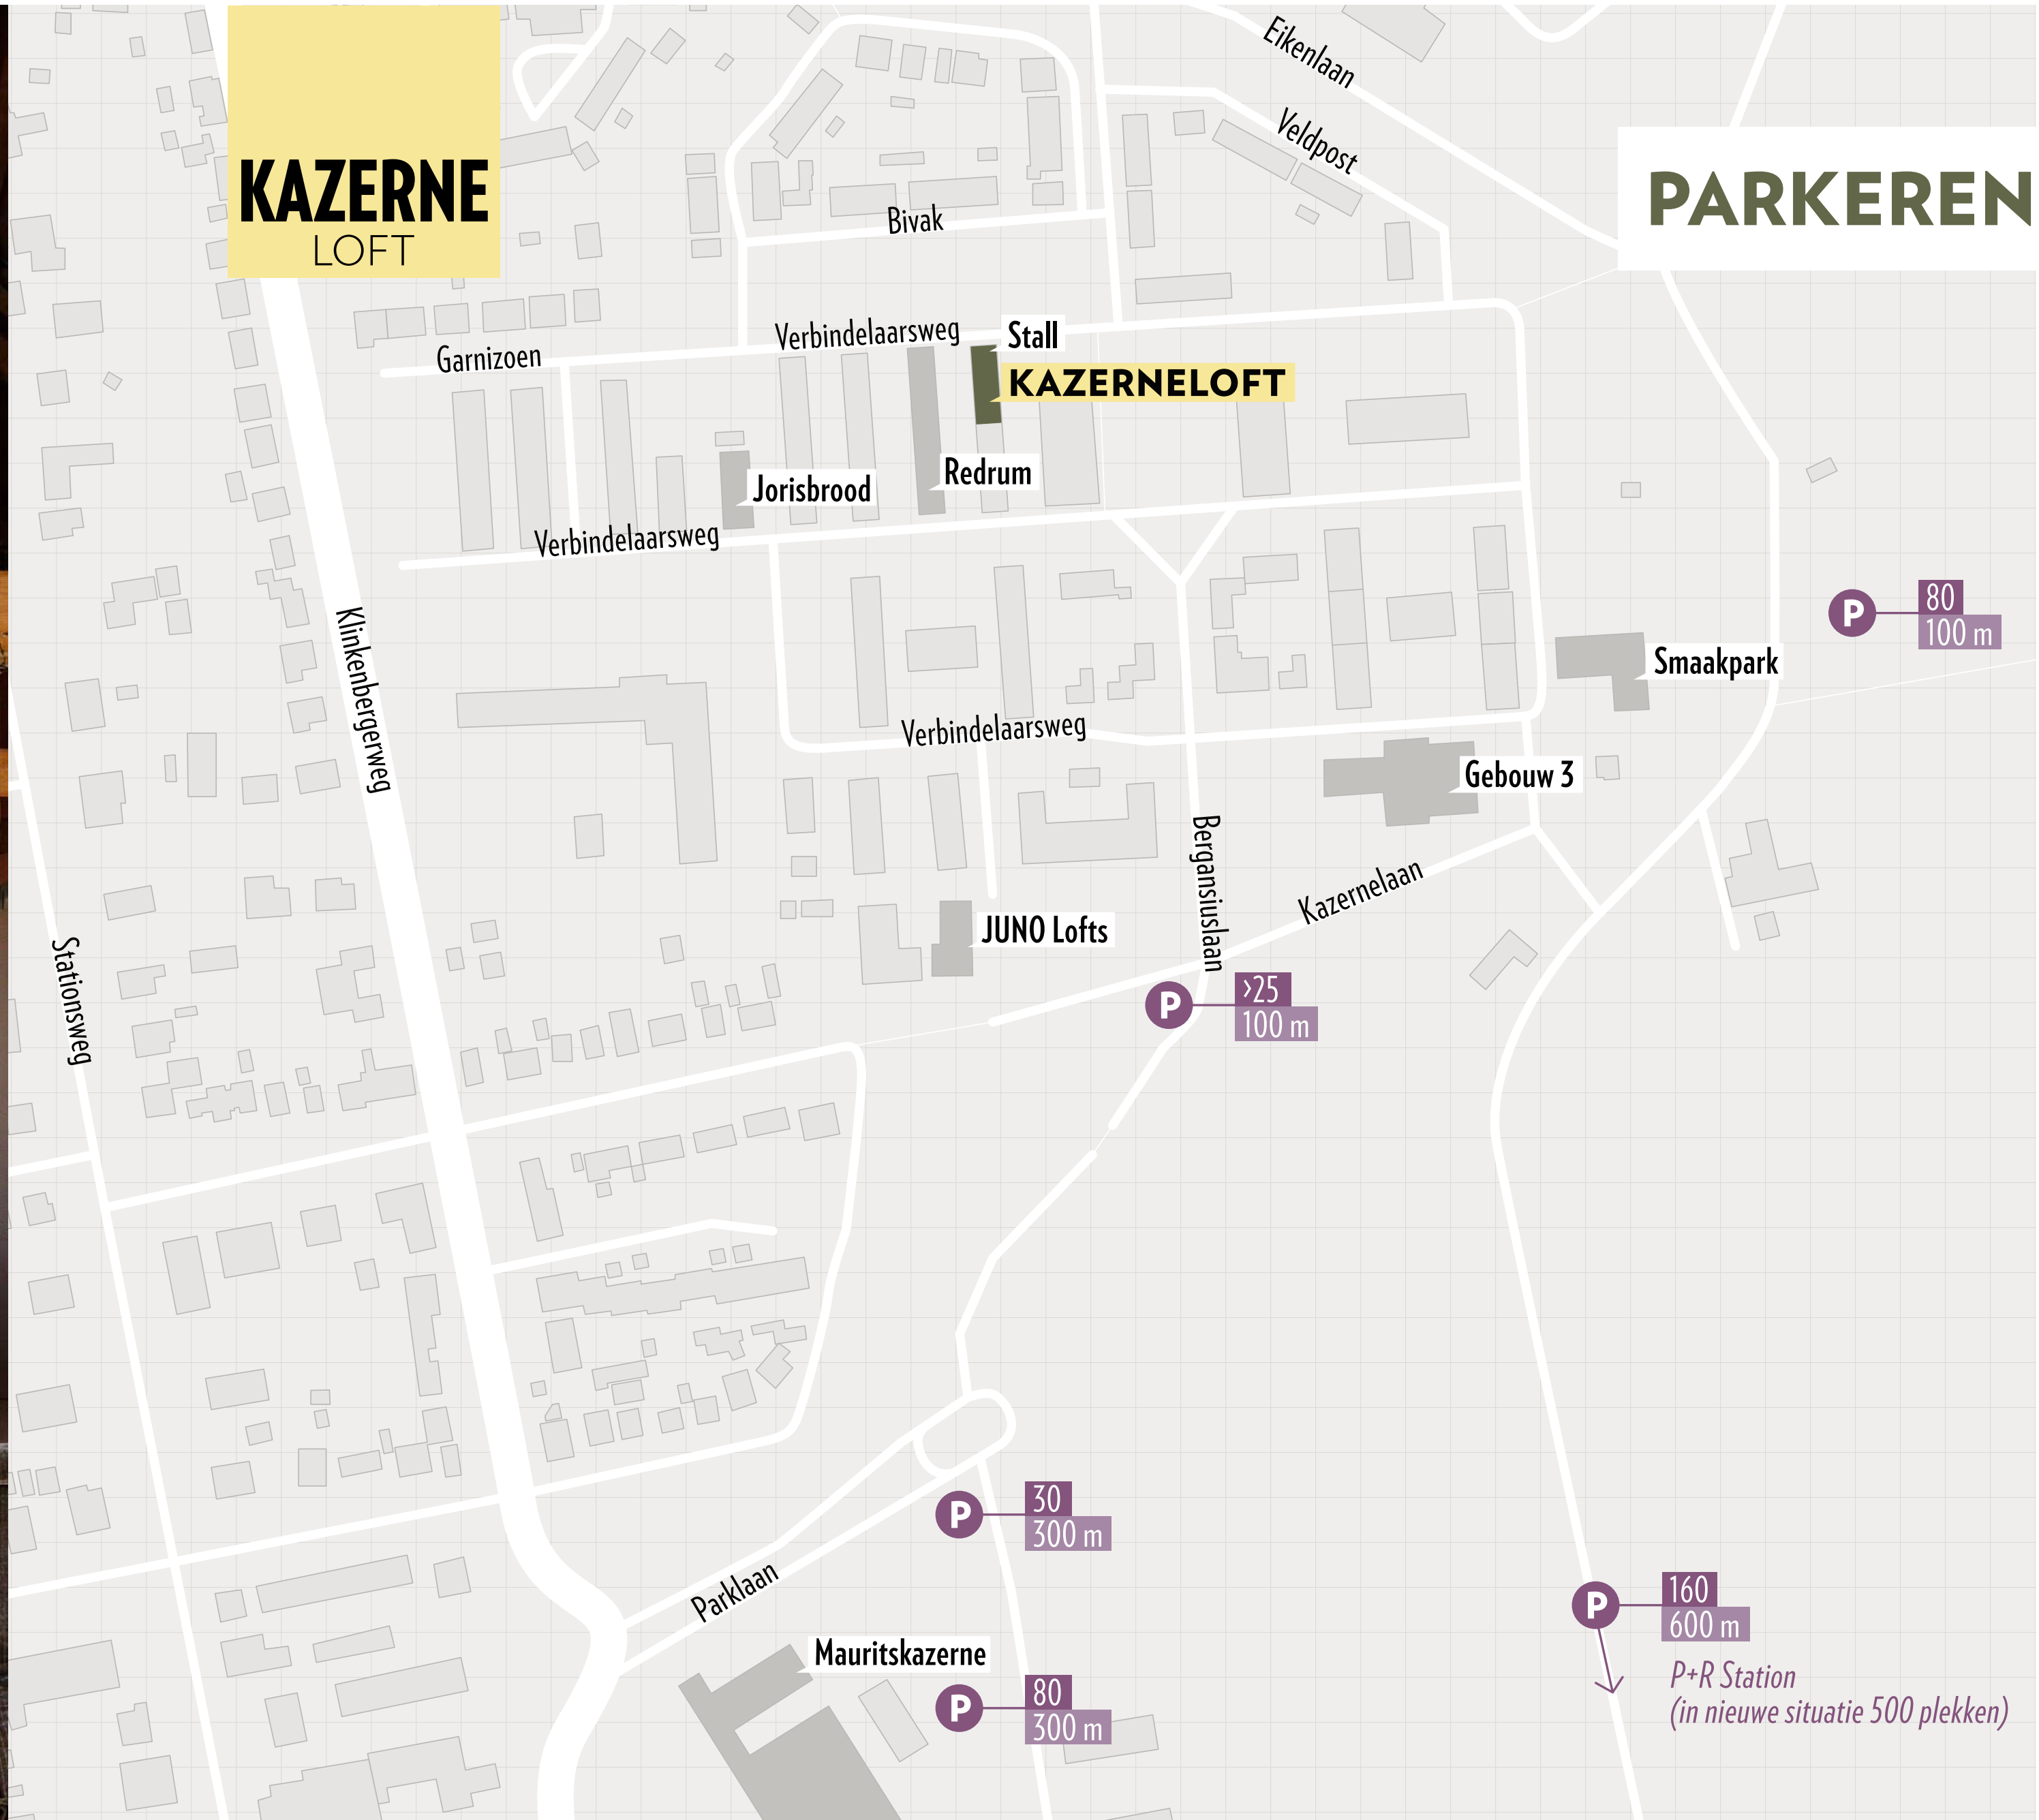 KAZERNE
LOFT
PARKEREN
Eikenlaan
Veldpost
Bivak
Verbindelaarsweg
Stall
Garnizoen
KAZERNELOFT
Redrum
Jorisbrood
Verbindelaarsweg
Klinkenbergerweg
P
80
100 m
Smaakpark
Verbindelaarsweg
Gebouw 3
Bergansiuslaan
Kazernelaan
JUNO Lofts
Stationsweg
P
>25
100 m
P
30
300 m
Parklaan
P
160
600 m
P+R Station
(in nieuwe situatie 500 plekken)
Mauritskazerne
P
80
300 m